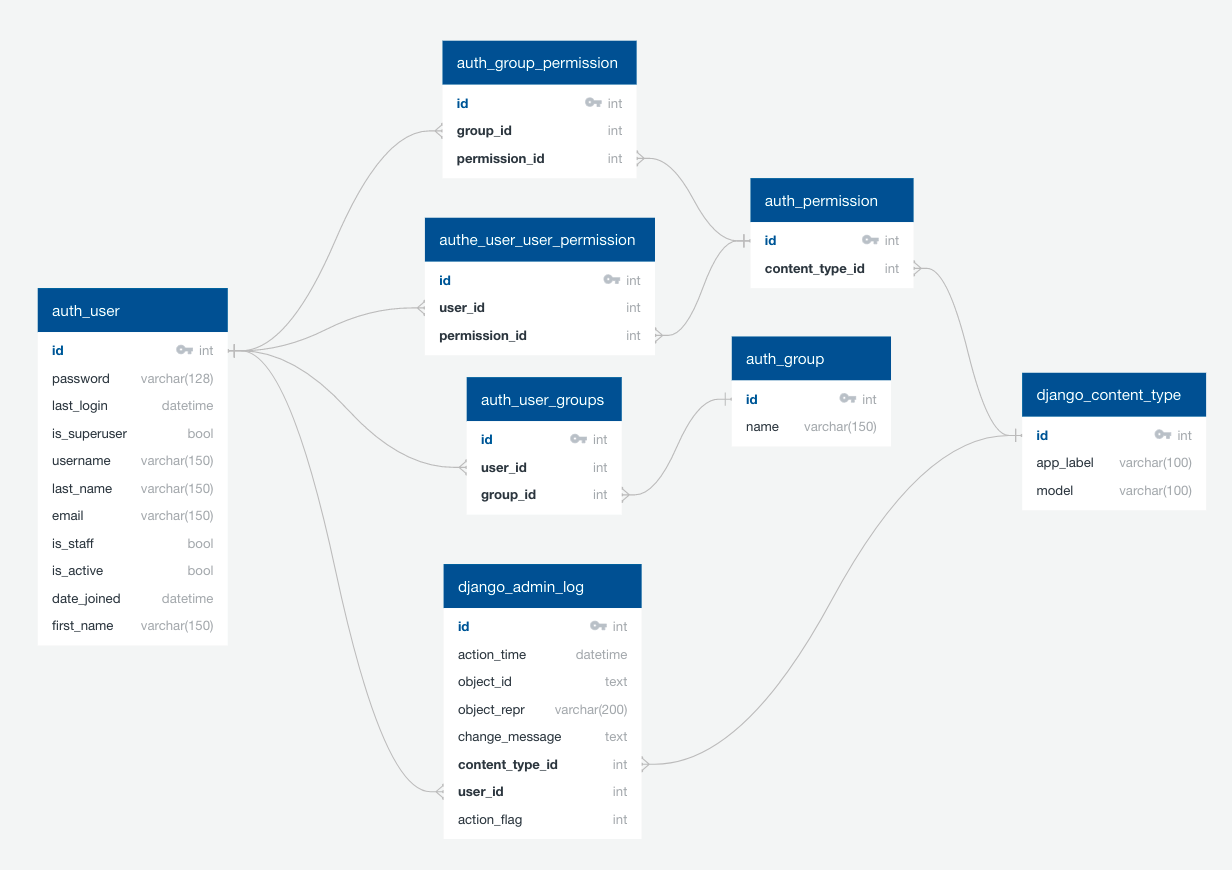 auth_group_permission
id int
group_id int
permission_id int
auth_permission
id int
content_type_id int
authe_user_user_permission
id int
user_id int
permission_id int
auth_user
id int
password varchar(128)
last_login datetime
is_superuser bool
username varchar(150)
last_name varchar(150)
email varchar(150)
is_staff bool
is_active bool
date_joined datetime
first_name varchar(150)
auth_group
id int
name varchar(150)
auth_user_groups
id int
user_id int
group_id int
django_content_type
id int
app_label varchar(100)
model varchar(100)
django_admin_log
id int
action_time datetime
object_id text
object_repr varchar(200)
change_message text
content_type_id int
user_id int
action_flag int